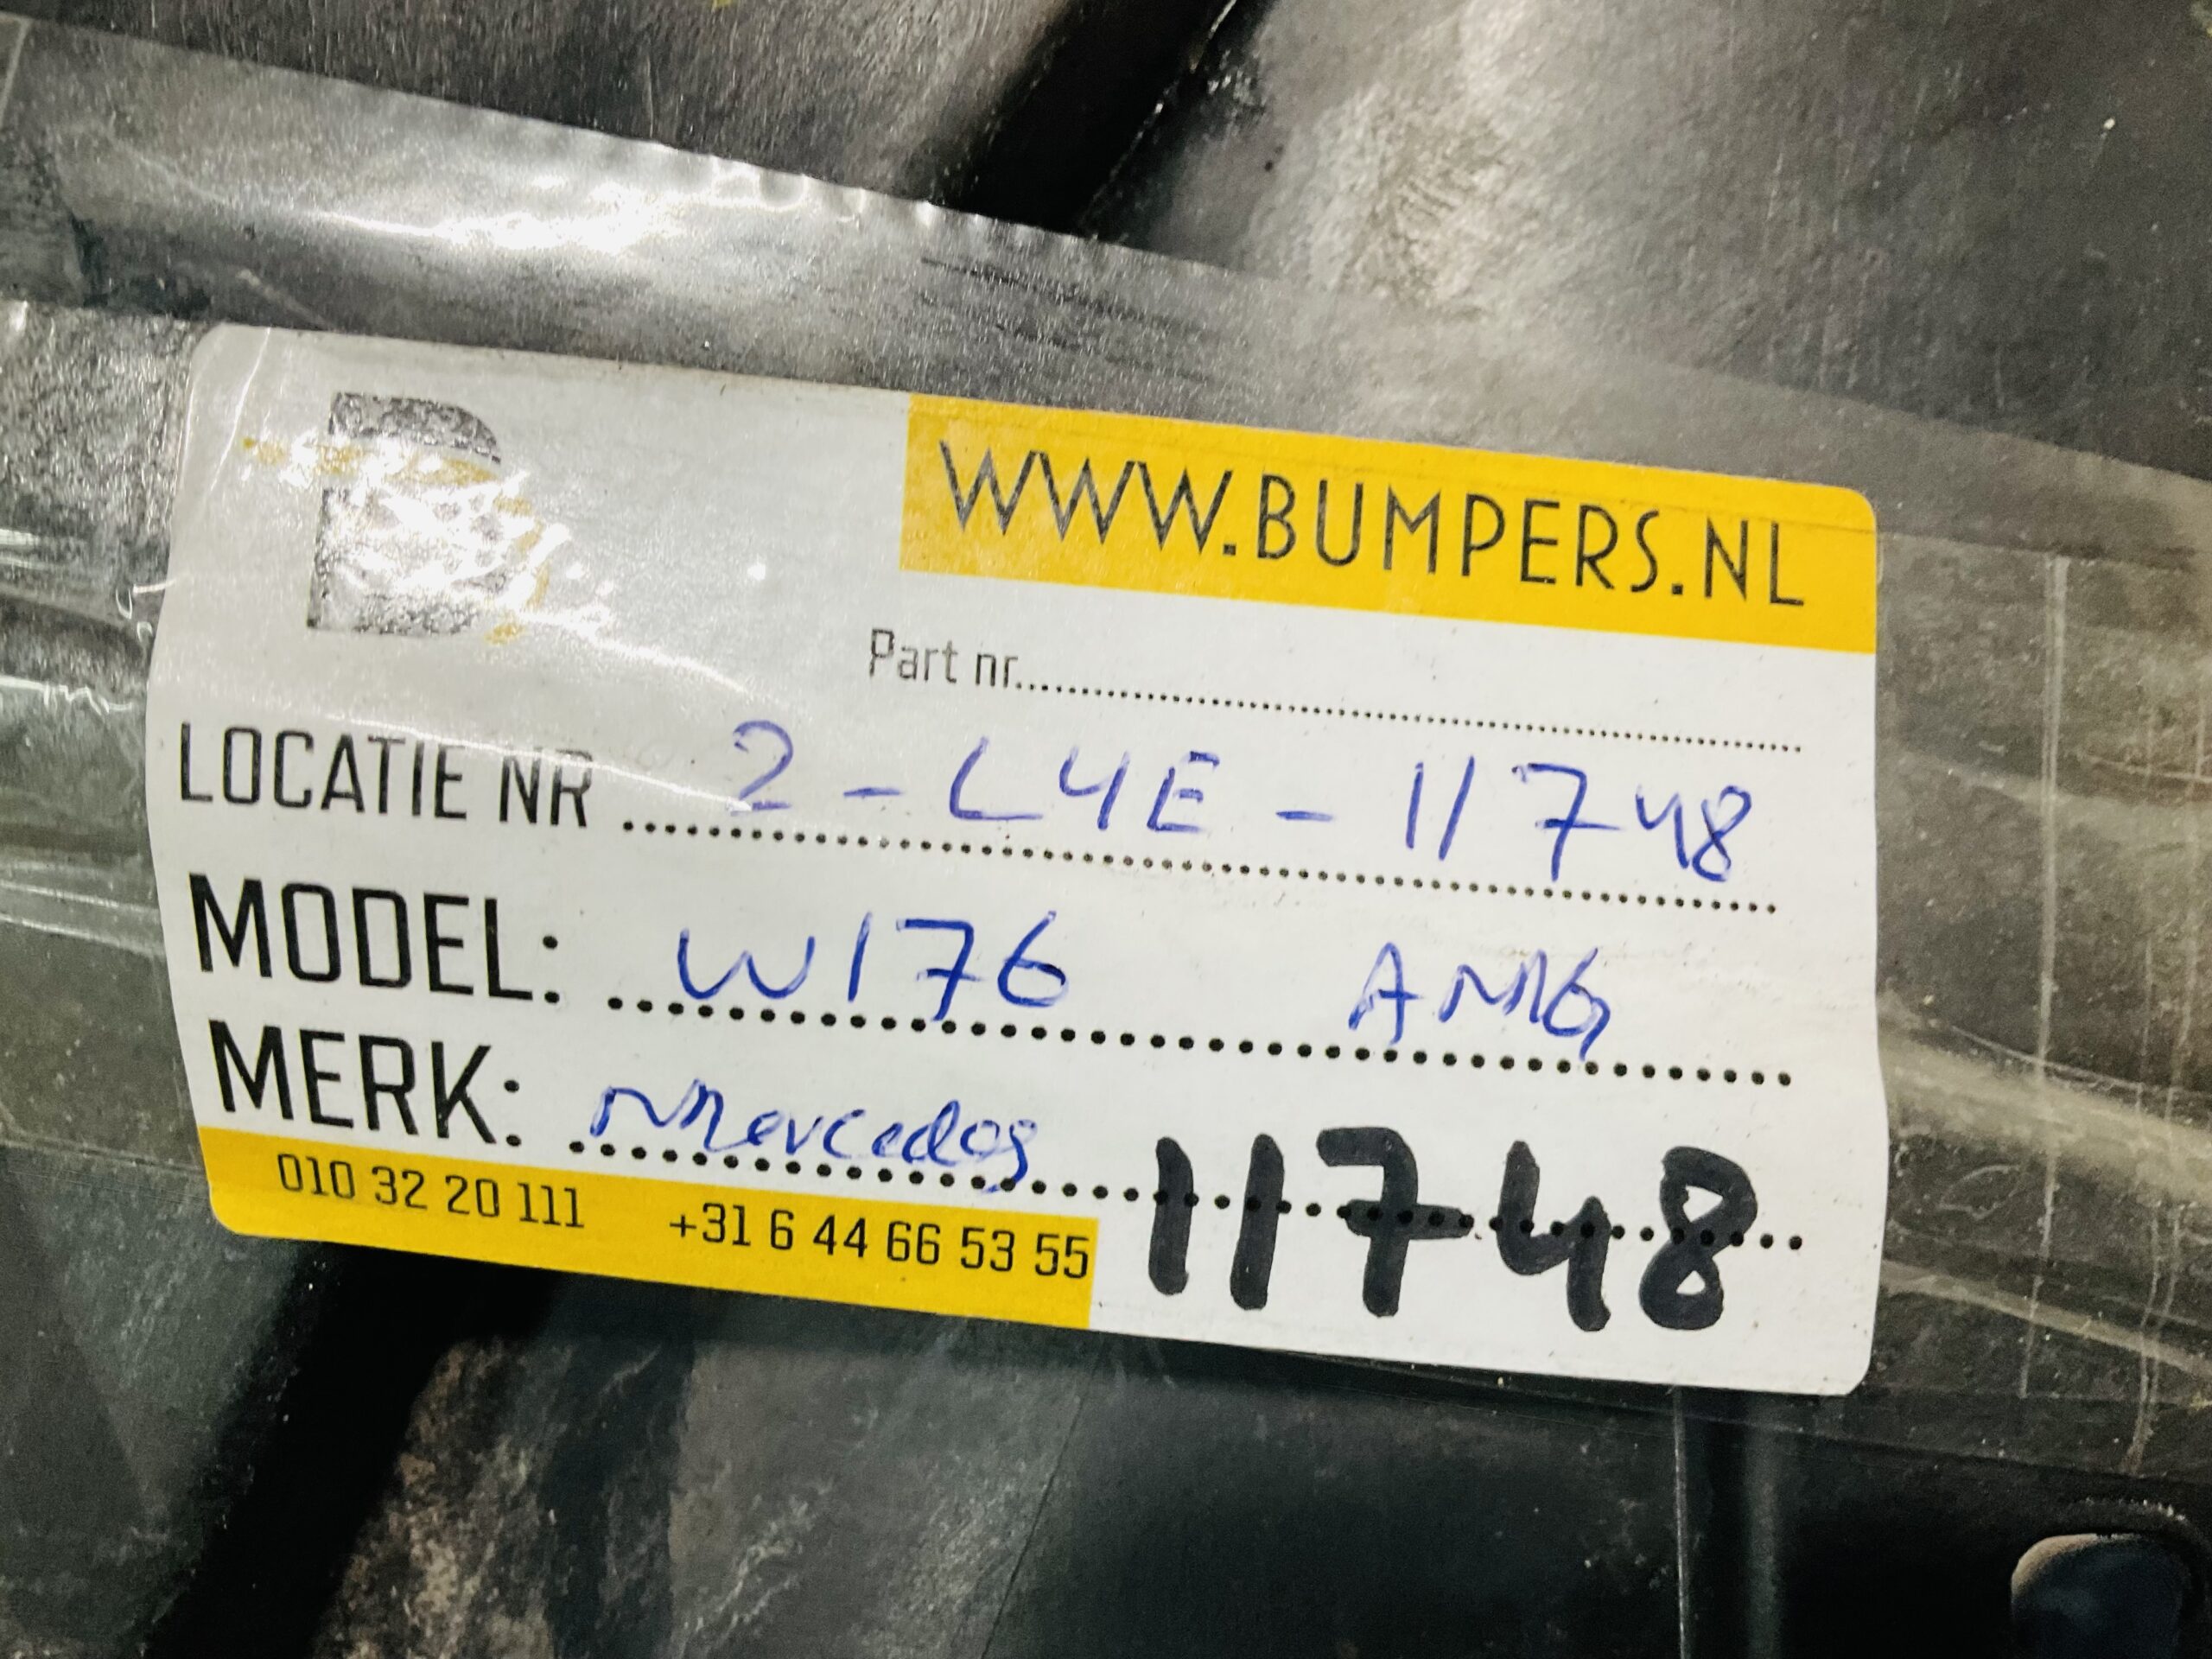 B
WWW.BUMPERS.NL
Part nr..........
LOCATIE NR ... 2 - L4E - 11748
MODEL: ... W176 AMG
MERK: ... Mercedes
11748
010 32 20 111 +31 6 44 66 53 55